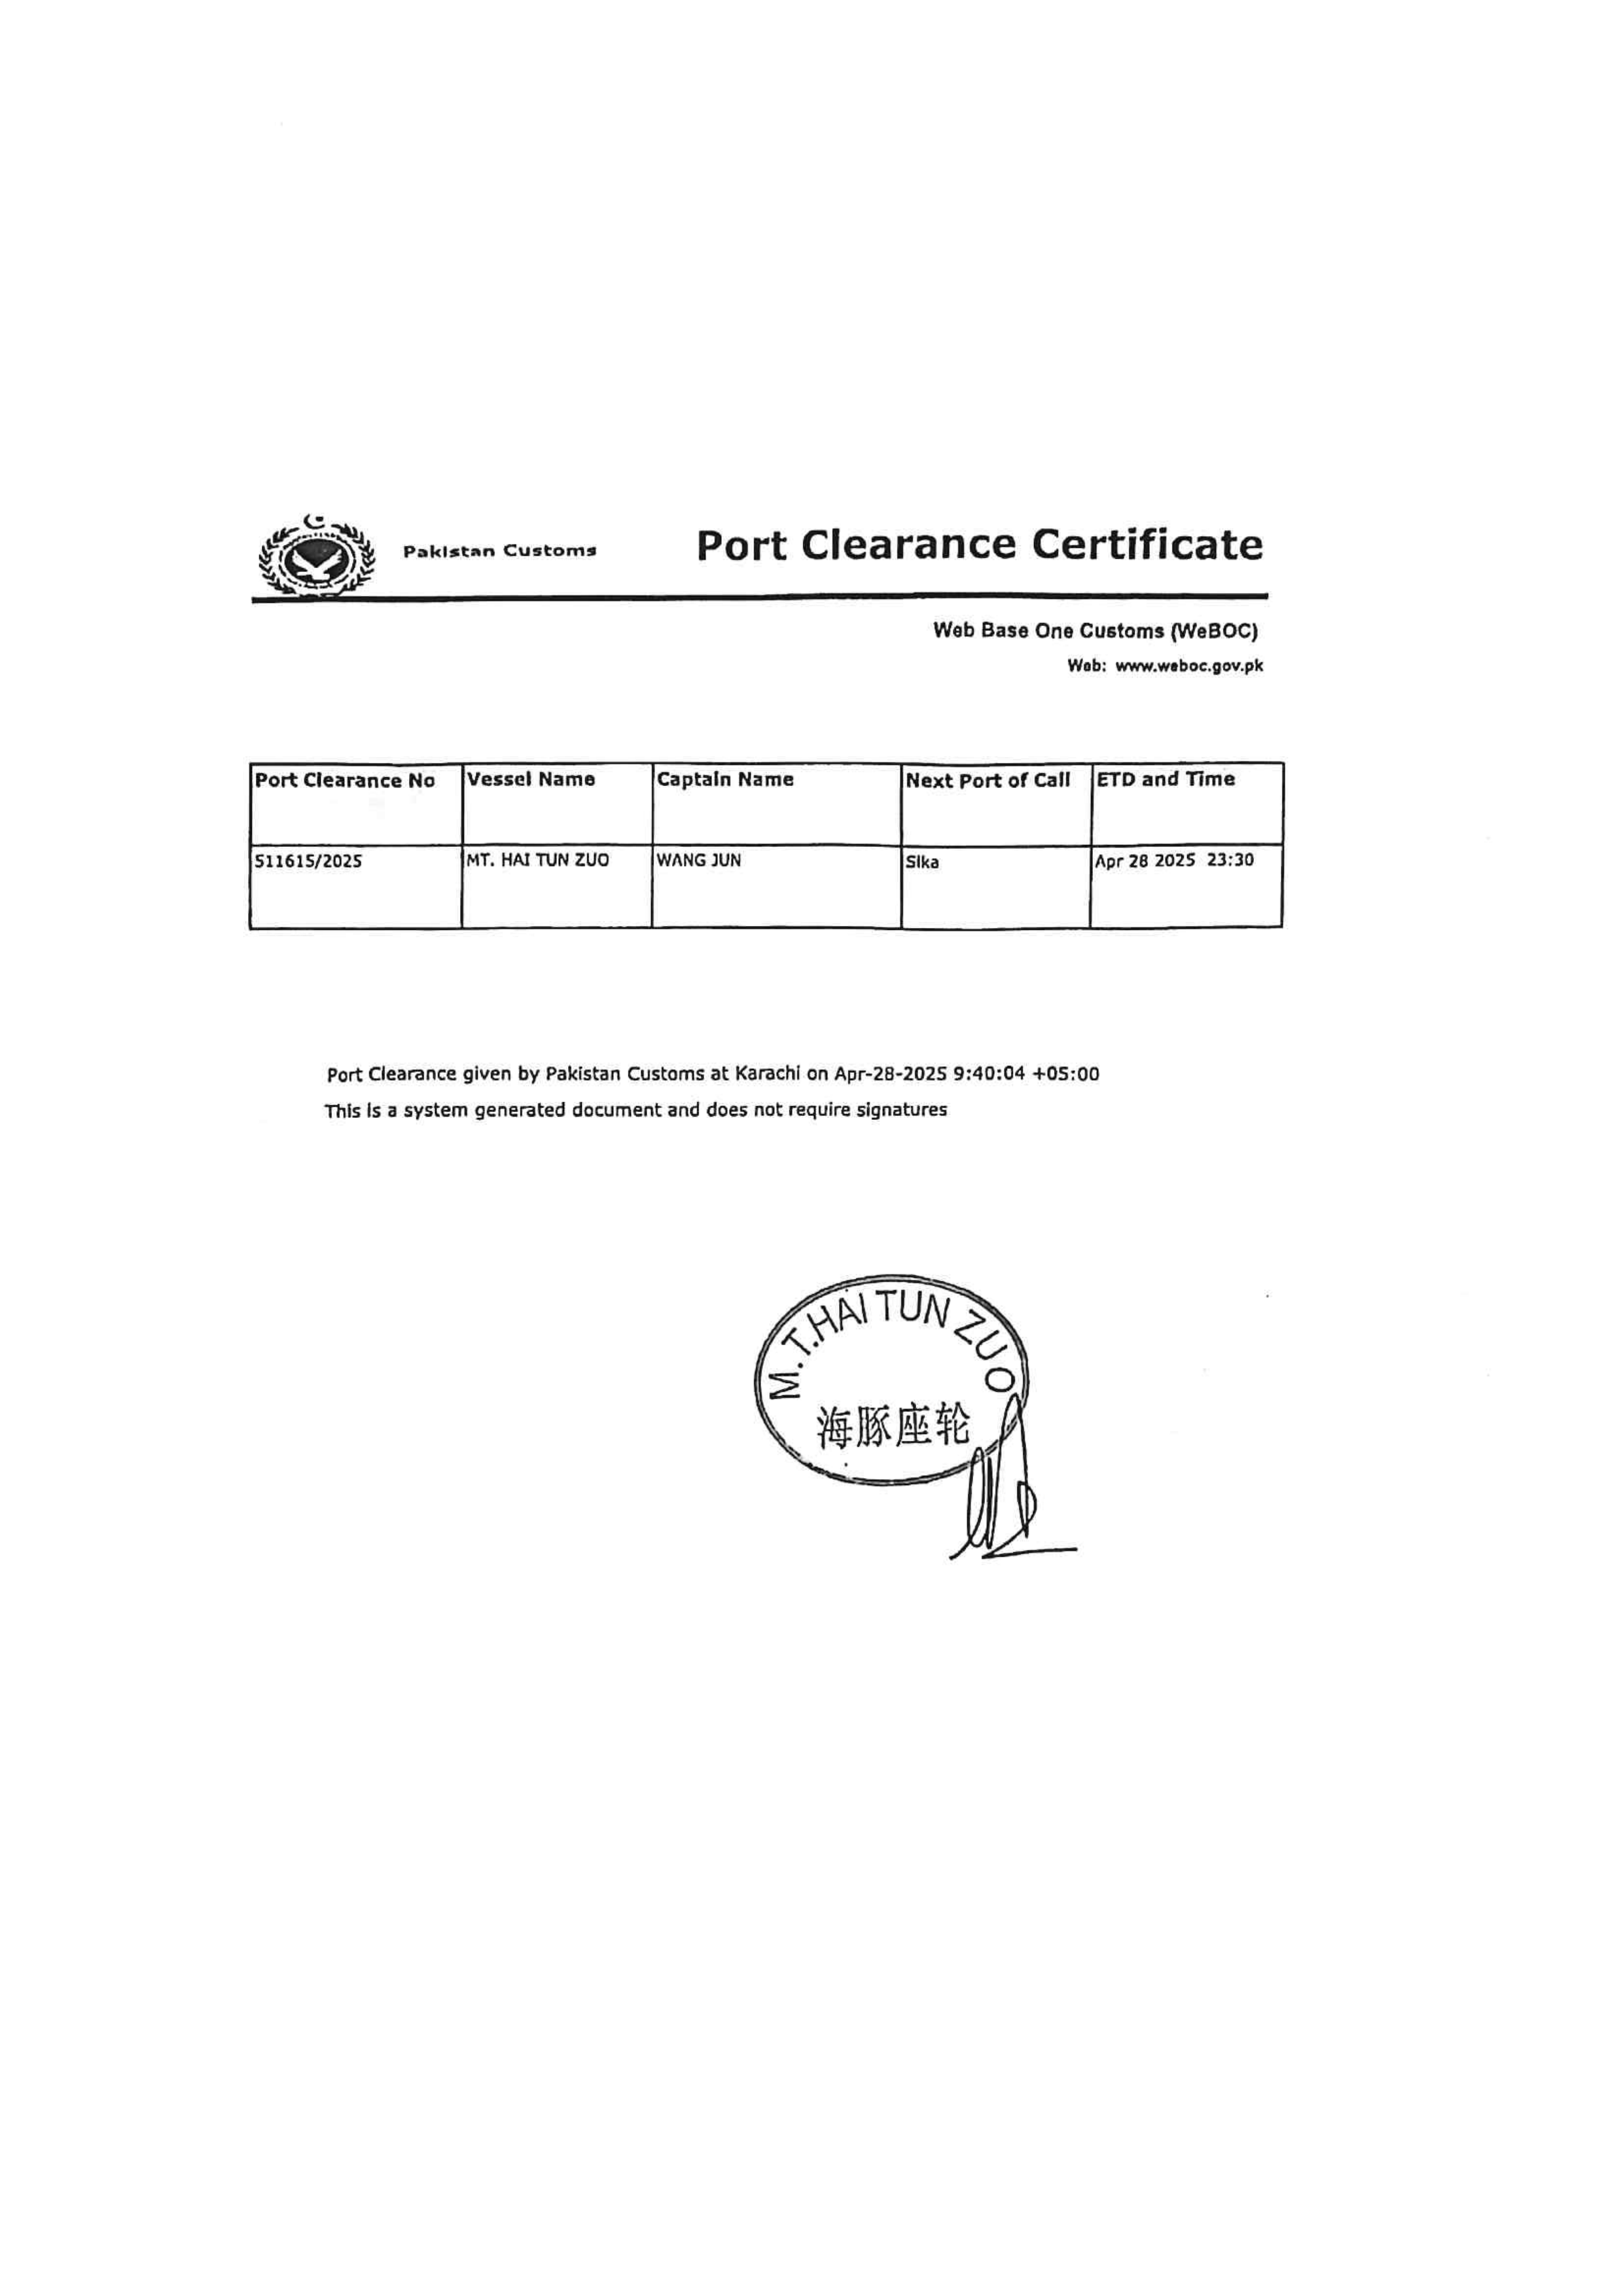 Pakistan Customs
Port Clearance Certificate
Web Base One Customs (WeBOC)
Web: www.weboc.gov.pk
Port Clearance No Vessel Name Captain Name Next Port of Call ETD and Time
511615/2025 MT. HAI TUN ZUO WANG JUN Sika Apr 28 2025 23:30
Port Clearance given by Pakistan Customs at Karachi on Apr-28-2025 9:40:04 +05:00
This is a system generated document and does not require signatures
M.T.HAI TUN ZUO
海豚座轮